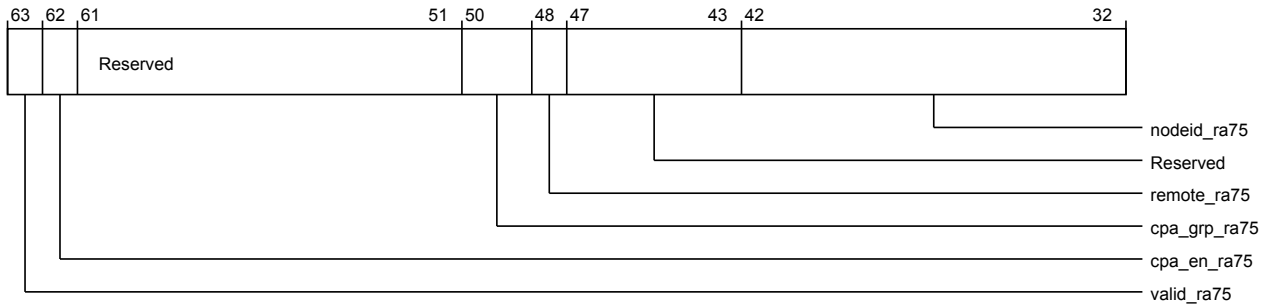 63 62 61 51 50 48 47 43 42 32
Reserved
nodeid_ra75
Reserved
remote_ra75
cpa_grp_ra75
cpa_en_ra75
valid_ra75